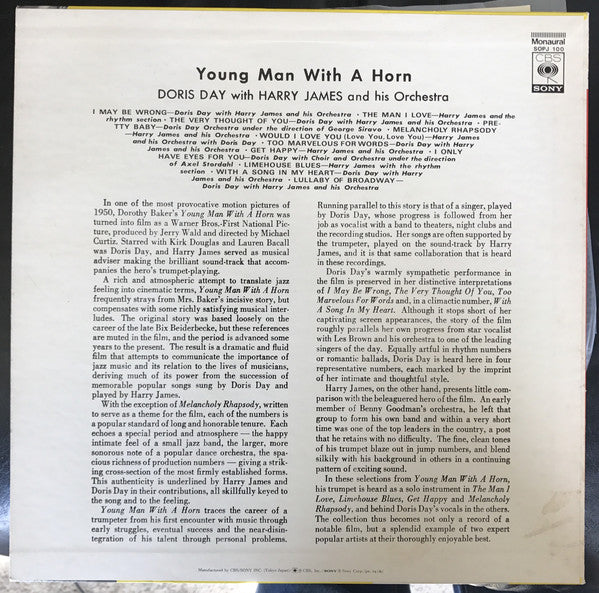 Monaural
SOPJ 100
CBS
SONY
Young Man With A Horn
DORIS DAY with HARRY JAMES and his Orchestra
I MAY BE WRONG—Doris Day with Harry James and his Orchestra · THE MAN I LOVE—Harry James and the
rhythm section · THE VERY THOUGHT OF YOU—Doris Day with Harry James and his Orchestra · PRE-
TTY BABY—Doris Day Orchestra under the direction of George Siravo · MELANCHOLY RHAPSODY
—Harry James and his Orchestra · WOULD I LOVE YOU (Love You, Love You)—Harry James
and his Orchestra with Doris Day · TOO MARVELOUS FOR WORDS—Doris Day with Harry
James and his Orchestra · GET HAPPY—Harry James and his Orchestra · I ONLY
HAVE EYES FOR YOU—Doris Day with Choir and Orchestra under the direction
of Axel Stordahl · LIMEHOUSE BLUES—Harry James with the rhythm
section · WITH A SONG IN MY HEART—Doris Day with Harry
James and his Orchestra · LULLABY OF BROADWAY—
Doris Day with Harry James and his Orchestra
In one of the most provocative motion pictures of
1950, Dorothy Baker's Young Man With A Horn was
turned into film as a Warner Bros.-First National Pic-
ture, produced by Jerry Wald and directed by Michael
Curtiz. Starred with Kirk Douglas and Lauren Bacall
was Doris Day, and Harry James served as musical
adviser making the brilliant sound-track that accom-
panies the hero's trumpet-playing.
A rich and atmospheric attempt to translate jazz
feeling into cinematic terms, Young Man With A Horn
frequently strays from Mrs. Baker's incisive story, but
compensates with some richly satisfying musical inter-
ludes. The original story was based loosely on the
career of the late Bix Beiderbecke, but these references
are muted in the film, and the period is advanced some
years to the present. The result is a dramatic and fluid
film that attempts to communicate the importance of
jazz music and its relation to the lives of musicians,
deriving much of its power from the succession of
memorable popular songs sung by Doris Day and
played by Harry James.
With the exception of Melancholy Rhapsody, written
to serve as a theme for the film, each of the numbers is
a popular standard of long and honorable tenure. Each
echoes a special period and atmosphere — the happy
intimate feel of a small jazz band, the larger, more
sonorous note of a popular dance orchestra, the spa-
cious richness of production numbers — giving a strik-
ing cross-section of the most firmly established forms.
This authenticity is underlined by Harry James and
Doris Day in their contributions, all skillfully keyed to
the song and to the feeling.
Young Man With A Horn traces the career of a
trumpeter from his first encounter with music through
early struggles, eventual success and the near-disin-
tegration of his talent through personal problems.
Running parallel to this story is that of a singer, played
by Doris Day, whose progress is followed from her
job as vocalist with a band to theaters, night clubs and
the recording studios. Her songs are often supported by
the trumpeter, played on the sound-track by Harry
James, and it is that same collaboration that is heard
in these recordings.
Doris Day's warmly sympathetic performance in
the film is preserved in her distinctive interpretations
of I May Be Wrong, The Very Thought Of You, Too
Marvelous For Words and, in a climactic number, With
A Song In My Heart. Although it stops short of her
captivating screen appearances, the story of the film
roughly parallels her own progress from star vocalist
with Les Brown and his orchestra to one of the leading
singers of the day. Equally artful in rhythm numbers
or romantic ballads, Doris Day is heard here in four
representative numbers, each marked by the imprint
of her intimate and thoughtful style.
Harry James, on the other hand, presents little com-
parison with the beleaguered hero of the film. An early
member of Benny Goodman's orchestra, he left that
group to form his own band and within a very short
time was one of the top leaders in the country, a post
that he retains with no difficulty. The fine, clean tones
of his trumpet blaze out in jump numbers, and blend
silkily with his background in others in a continuing
pattern of exciting sound.
In these selections from Young Man With A Horn,
his trumpet is heard as a solo instrument in The Man I
Love, Limehouse Blues, Get Happy and Melancholy
Rhapsody, and behind Doris Day's vocals in the others.
The collection thus becomes not only a record of a
notable film, but a splendid example of two expert
popular artists at their thoroughly enjoyable best.
Manufactured by CBS/SONY INC. (Tokyo Japan)